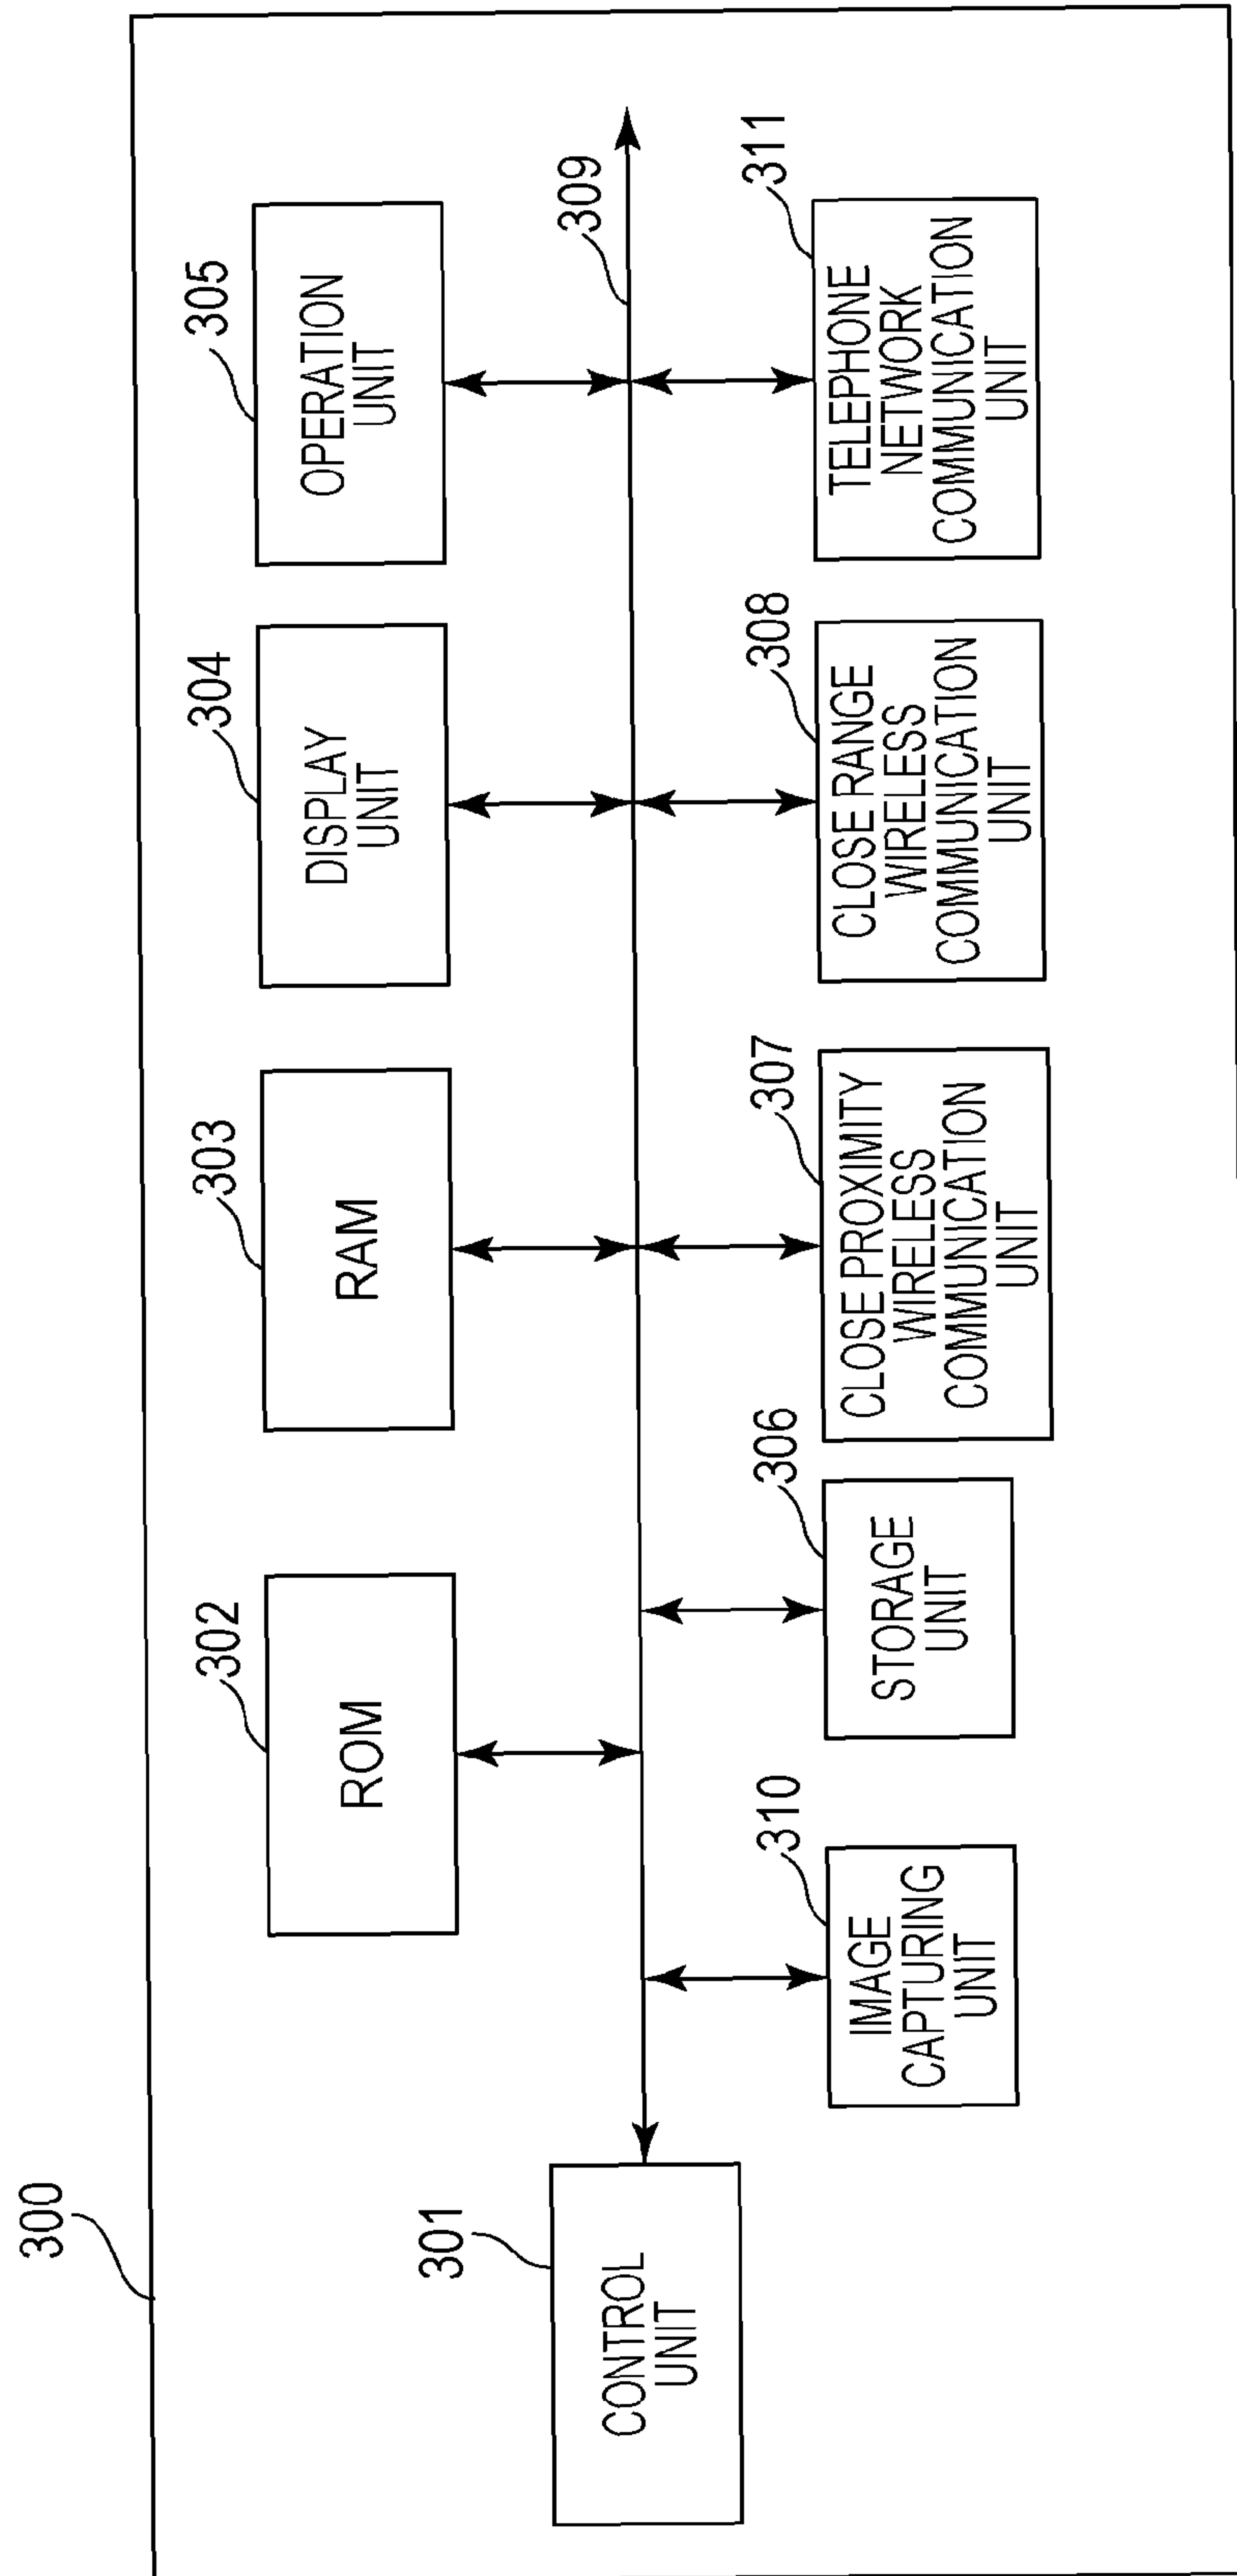 300
301
CONTROL
UNIT
302
ROM
303
RAM
304
DISPLAY
UNIT
305
OPERATION
UNIT
309
310
IMAGE
CAPTURING
UNIT
306
STORAGE
UNIT
307
CLOSE PROXIMITY
WIRELESS
COMMUNICATION
UNIT
308
CLOSE RANGE
WIRELESS
COMMUNICATION
UNIT
311
TELEPHONE
NETWORK
COMMUNICATION
UNIT